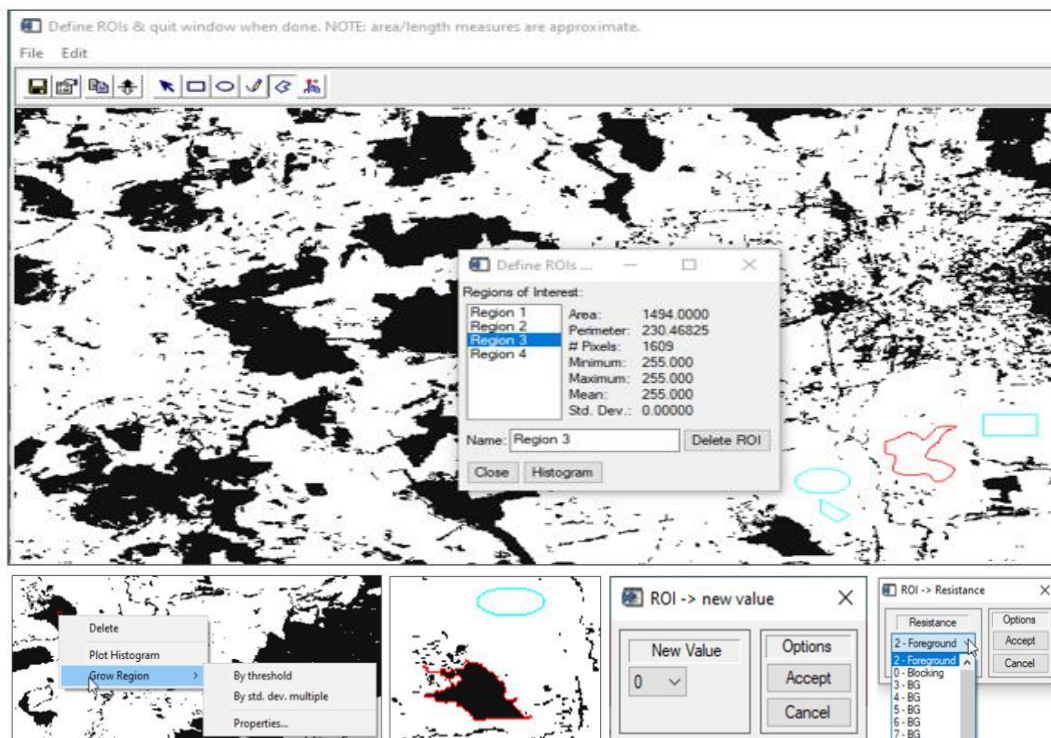 Define ROIs & quit window when done. NOTE: area/length measures are approximate.
File Edit
Define ROIs ...
Regions of Interest:
Region 1
Region 2
Region 3
Region 4
Area: 1494.0000
Perimeter: 230.46825
# Pixels: 1609
Minimum: 255.000
Maximum: 255.000
Mean: 255.000
Std. Dev.: 0.00000
Name: Region 3 Delete ROI
Close Histogram
Delete
Plot Histogram
Grow Region
By threshold
By std. dev. multiple
Properties...
ROI -> new value
New Value
0
Options
Accept
Cancel
ROI -> Resistance
Resistance
2 - Foreground
2 - Foreground
0 - Blocking
3 - BG
4 - BG
5 - BG
6 - BG
7 - BG
Options
Accept
Cancel